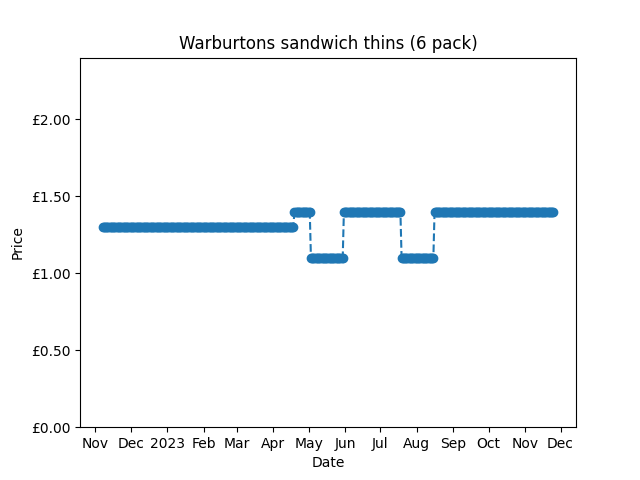 Warburtons sandwich thins (6 pack)
Price
£2.00
£1.50
£1.00
£0.50
£0.00
Nov Dec 2023 Feb Mar Apr May Jun Jul Aug Sep Oct Nov Dec
Date